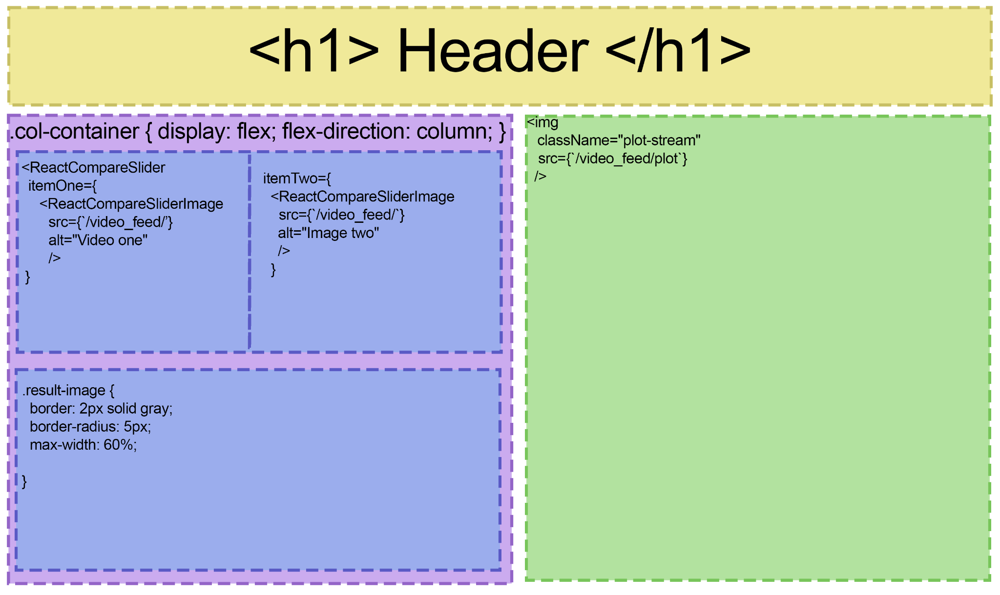 <h1> Header </h1>
.col-container { display: flex; flex-direction: column; }
<ReactCompareSlider
itemOne={
<ReactCompareSliderImage
src={`/video_feed/’}
alt="Video one"
/>
}
itemTwo={
<ReactCompareSliderImage
src={`/video_feed/`}
alt="Image two"
/>
}
.result-image {
border: 2px solid gray;
border-radius: 5px;
max-width: 60%;
}
<img
className="plot-stream"
src={`/video_feed/plot`}
/>